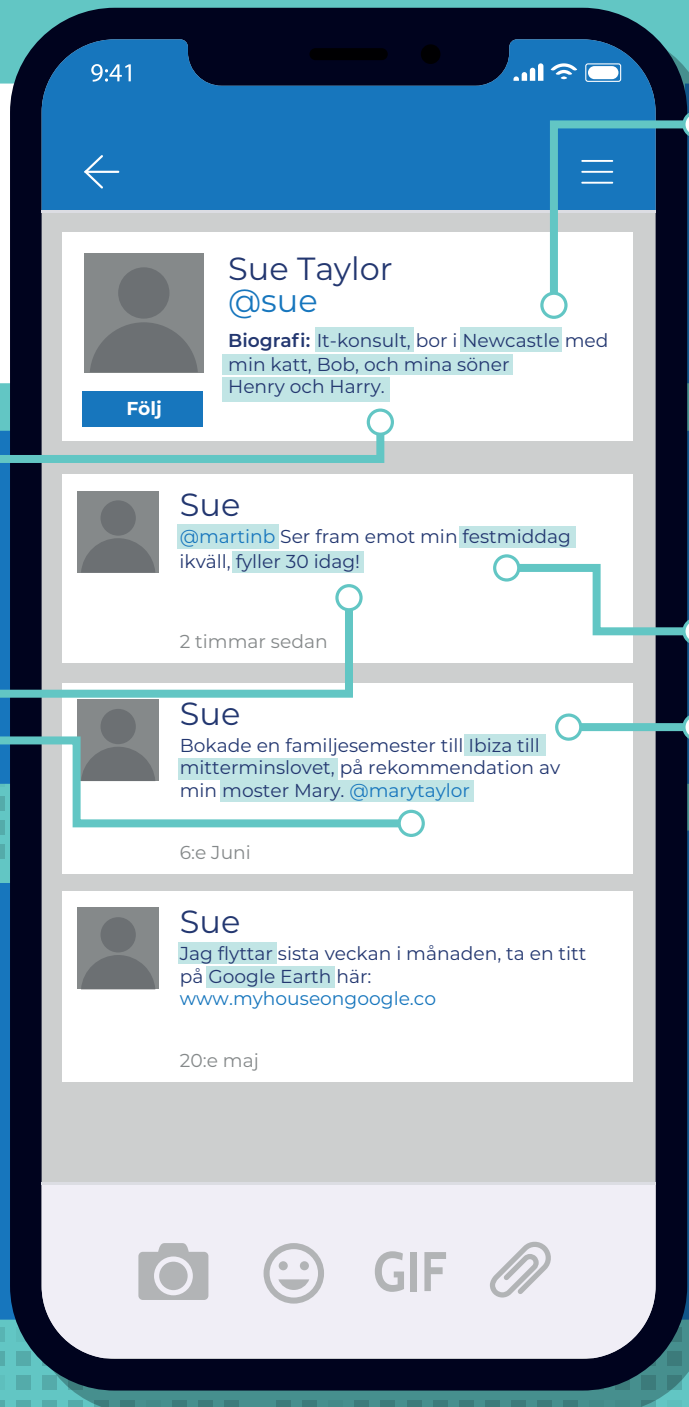 9:41
Sue Taylor
@sue
Biografi: It-konsult, bor i Newcastle med
min katt, Bob, och mina söner
Henry och Harry.
Följ
Sue
@martinb Ser fram emot min festmiddag
ikväll, fyller 30 idag!
2 timmar sedan
Sue
Bokade en familjesemester till Ibiza till
mitterminslovet, på rekommendation av
min moster Mary. @marytaylor
6:e Juni
Sue
Jag flyttar sista veckan i månaden, ta en titt
på Google Earth här:
www.myhouseongoogle.co
20:e maj
GIF